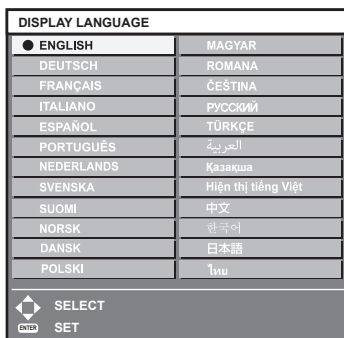 DISPLAY LANGUAGE
ENGLISH
DEUTSCH
FRANÇAIS
ITALIANO
ESPAÑOL
PORTUGUÊS
NEDERLANDS
SVENSKA
SUOMI
NORSK
DANSK
POLSKI
MAGYAR
ROMANA
ČEŠTINA
РУССКИЙ
TÜRKÇE
العربية
Қазақша
Hiện thị tiếng Việt
中文
한국어
日本語
ไทย
SELECT
ENTER SET